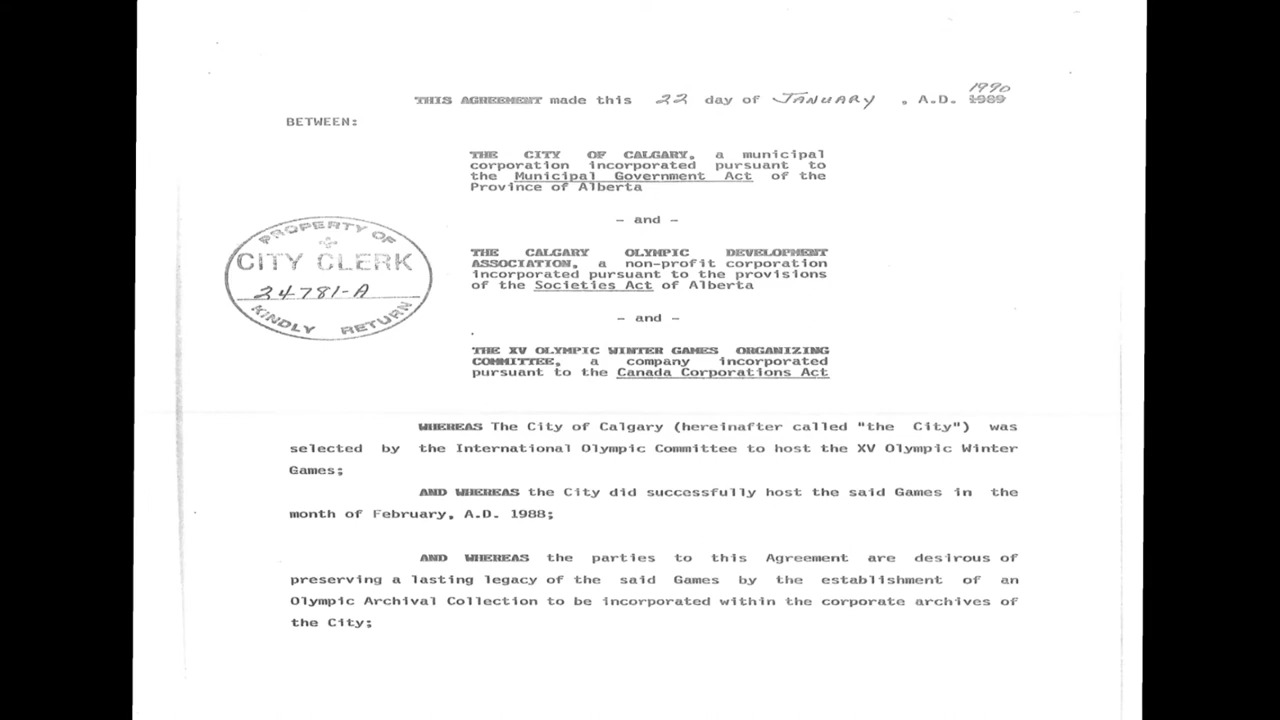 THIS AGREEMENT made this 22 day of JANUARY , A.D. 1989 1990
BETWEEN:
THE CITY OF CALGARY, a municipal
corporation incorporated pursuant to
the Municipal Government Act of the
Province of Alberta
- and -
PROPERTY OF
CITY CLERK
24781-A
KINDLY RETURN
THE CALGARY OLYMPIC DEVELOPMENT
ASSOCIATION, a non-profit corporation
incorporated pursuant to the provisions
of the Societies Act of Alberta
- and -
THE XV OLYMPIC WINTER GAMES ORGANIZING
COMMITTEE, a company incorporated
pursuant to the Canada Corporations Act
WHEREAS The City of Calgary (hereinafter called "the City") was
selected by the International Olympic Committee to host the XV Olympic Winter
Games;
AND WHEREAS the City did successfully host the said Games in the
month of February, A.D. 1988;
AND WHEREAS the parties to this Agreement are desirous of
preserving a lasting legacy of the said Games by the establishment of an
Olympic Archival Collection to be incorporated within the corporate archives of
the City;